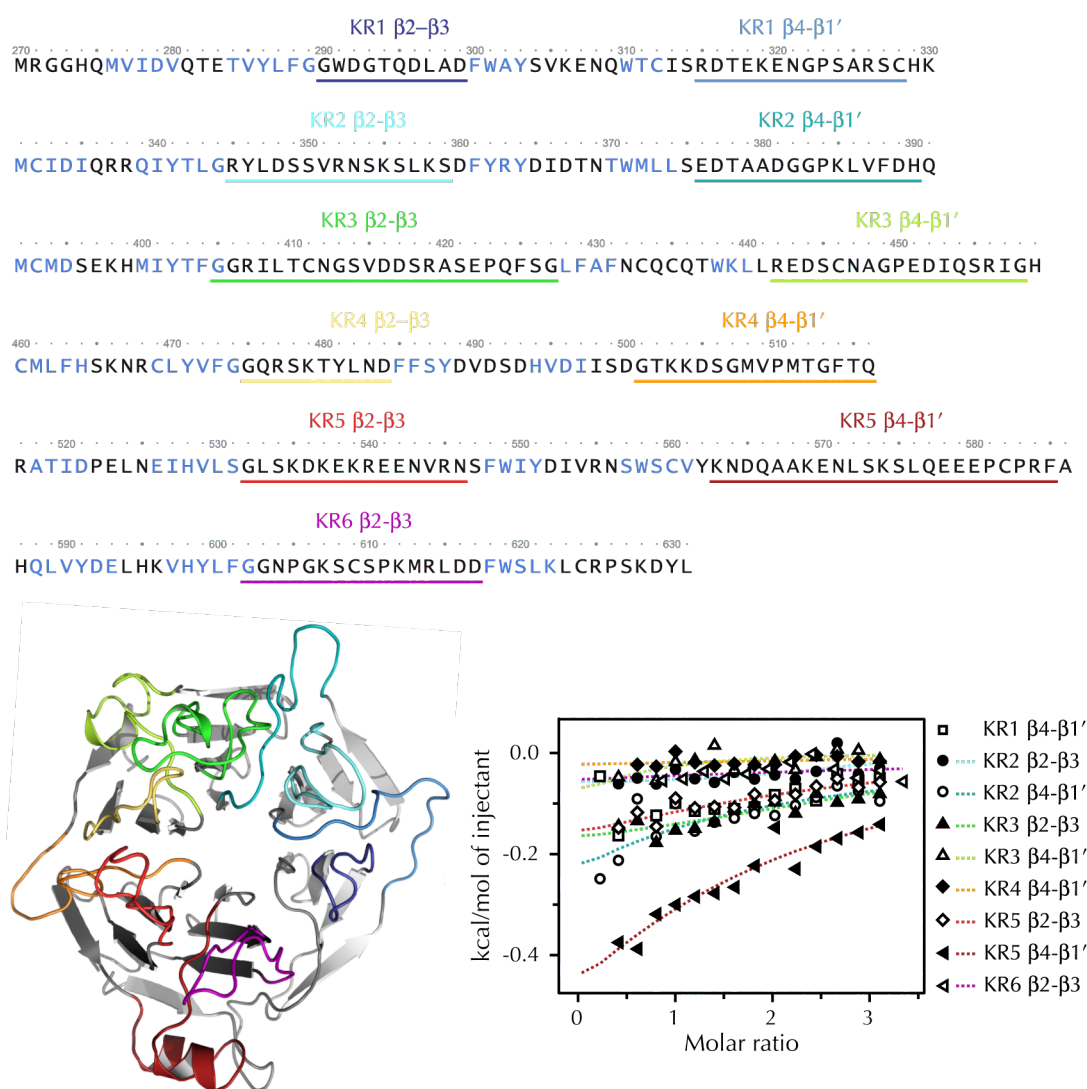 KR1 β2–β3 KR1 β4-β1′
270 280 290 300 310 320 330
MRGGHQMVIDVQTETVYLFGGWDGTQDLADFWAYSVKENQWTCISRDTEKENGPSARSCHK
KR2 β2-β3 KR2 β4-β1′
340 350 360 370 380 390
MCIDIQRRQIYTLGRYLDSSVRNSKSLKSDFYRYDIDTNTWMLLSEDTAADGGPKLVFDHQ
KR3 β2-β3 KR3 β4-β1′
400 410 420 430 440 450
MCMDSEKHMIYTFGGRILTCNGSVDDSRASEPQFSGLFAFNCQCQTWKLLREDSCNAGPEDIQSRIGH
KR4 β2–β3 KR4 β4-β1′
460 470 480 490 500 510
CMLFHSKNRCLYVFGGQRSKTYLNDFFSYDVDSDHVDIISDGTKKDSGMVPMTGFTQ
KR5 β2-β3 KR5 β4-β1′
520 530 540 550 560 570 580
RATIDPELNEIHVLSGLSKDKEKREENVRNSFWIYDIVRNSWSCVYKNDQAAKENLSKSLQEEEPCPRFA
KR6 β2-β3
590 600 610 620 630
HQLVYDELHKVHYLFGGNPGKSCSPKMRLDDFWSLKLCRPSKDYL
kcal/mol of injectant
0.0
-0.2
-0.4
0 1 2 3
Molar ratio
KR1 β4-β1′
KR2 β2-β3
KR2 β4-β1′
KR3 β2-β3
KR3 β4-β1′
KR4 β4-β1′
KR5 β2-β3
KR5 β4-β1′
KR6 β2-β3